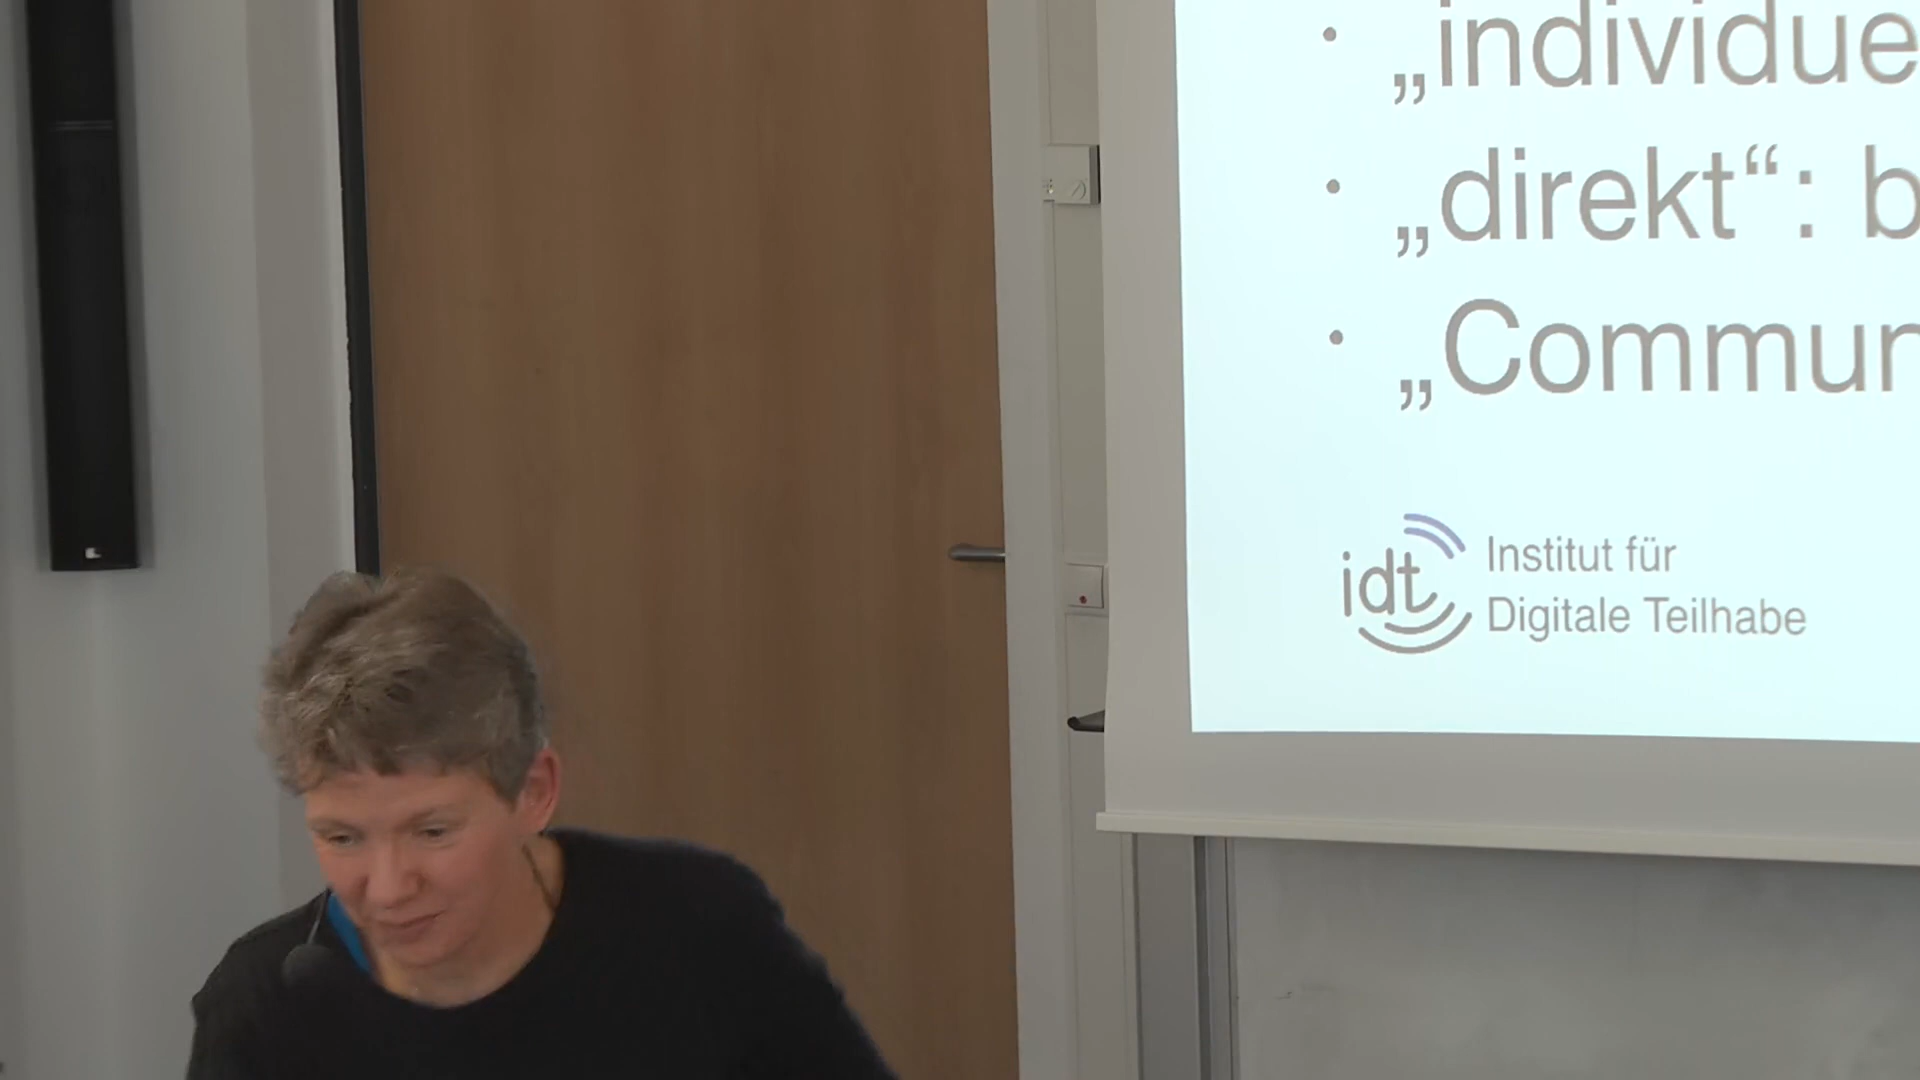 • „individue
• „direkt“: b
• „Commun
idt Institut für
Digitale Teilhabe